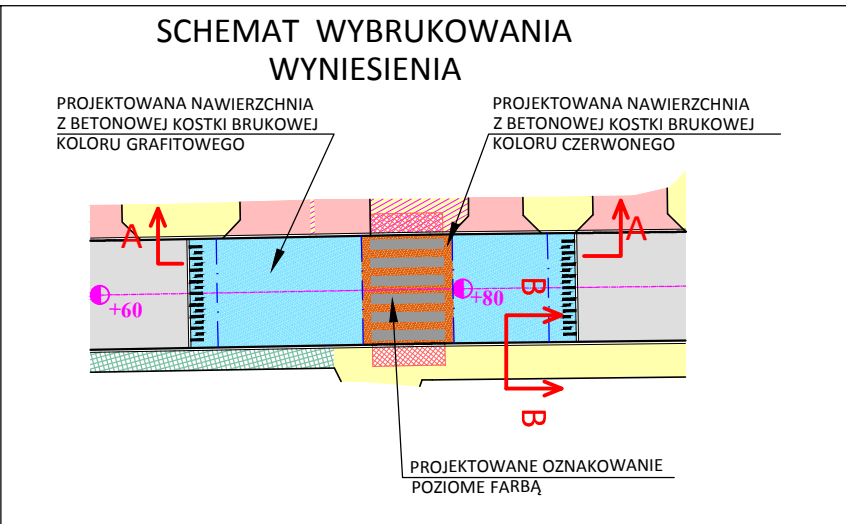 SCHEMAT WYBRUKOWANIA
WYNIESIENIA
PROJEKTOWANA NAWIERZCHNIA
Z BETONOWEJ KOSTKI BRUKOWEJ
KOLORU GRAFITOWEGO
PROJEKTOWANA NAWIERZCHNIA
Z BETONOWEJ KOSTKI BRUKOWEJ
KOLORU CZERWONEGO
A
A
+60
+80
B
B
PROJEKTOWANE OZNAKOWANIE
POZIOME FARBĄ